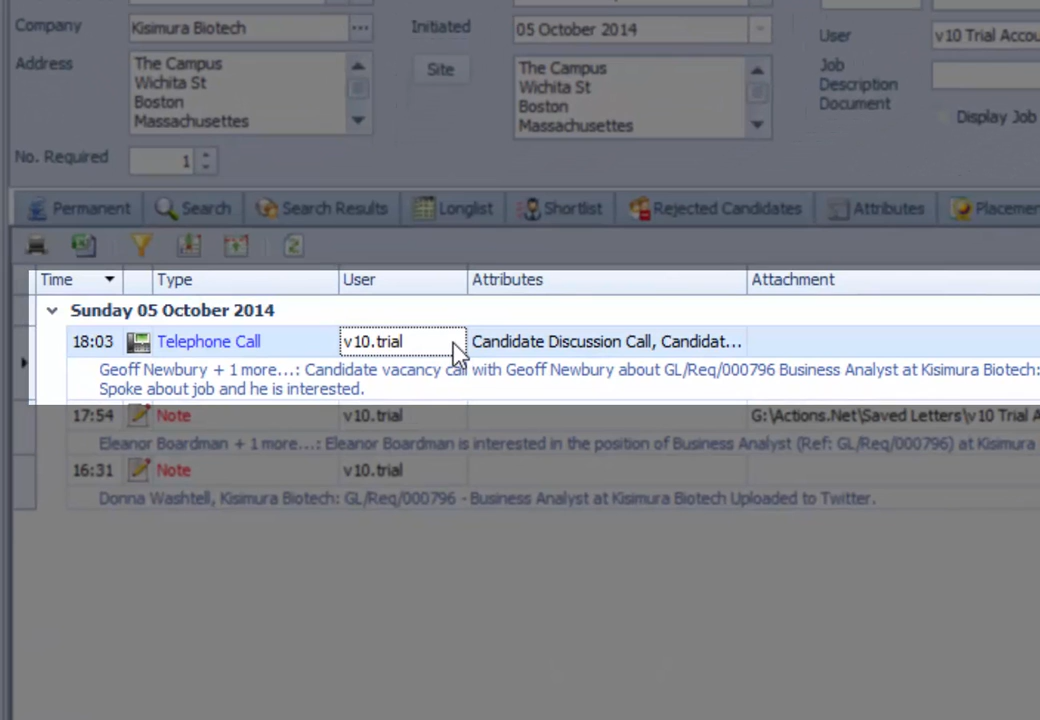 Company
Kisimura Biotech
Initiated
05 October 2014
User
v10 Trial Accou
Address
The Campus
Wichita St
Boston
Massachusetts
Site
The Campus
Wichita St
Boston
Massachusetts
Job
Description
Document
Display Job
No. Required
1
Permanent
Search
Search Results
Longlist
Shortlist
Rejected Candidates
Attributes
Placemen
Time
Type
User
Attributes
Attachment
Sunday 05 October 2014
18:03 Telephone Call v10.trial Candidate Discussion Call, Candidat...
Geoff Newbury + 1 more...: Candidate vacancy call with Geoff Newbury about GL/Req/000796 Business Analyst at Kisimura Biotech:
Spoke about job and he is interested.
17:54 Note v10.trial G:\Actions.Net\Saved Letters\v10 Trial A
Eleanor Boardman + 1 more...: Eleanor Boardman is interested in the position of Business Analyst (Ref: GL/Req/000796) at Kisimura
16:31 Note v10.trial
Donna Washtell, Kisimura Biotech: GL/Req/000796 - Business Analyst at Kisimura Biotech Uploaded to Twitter.